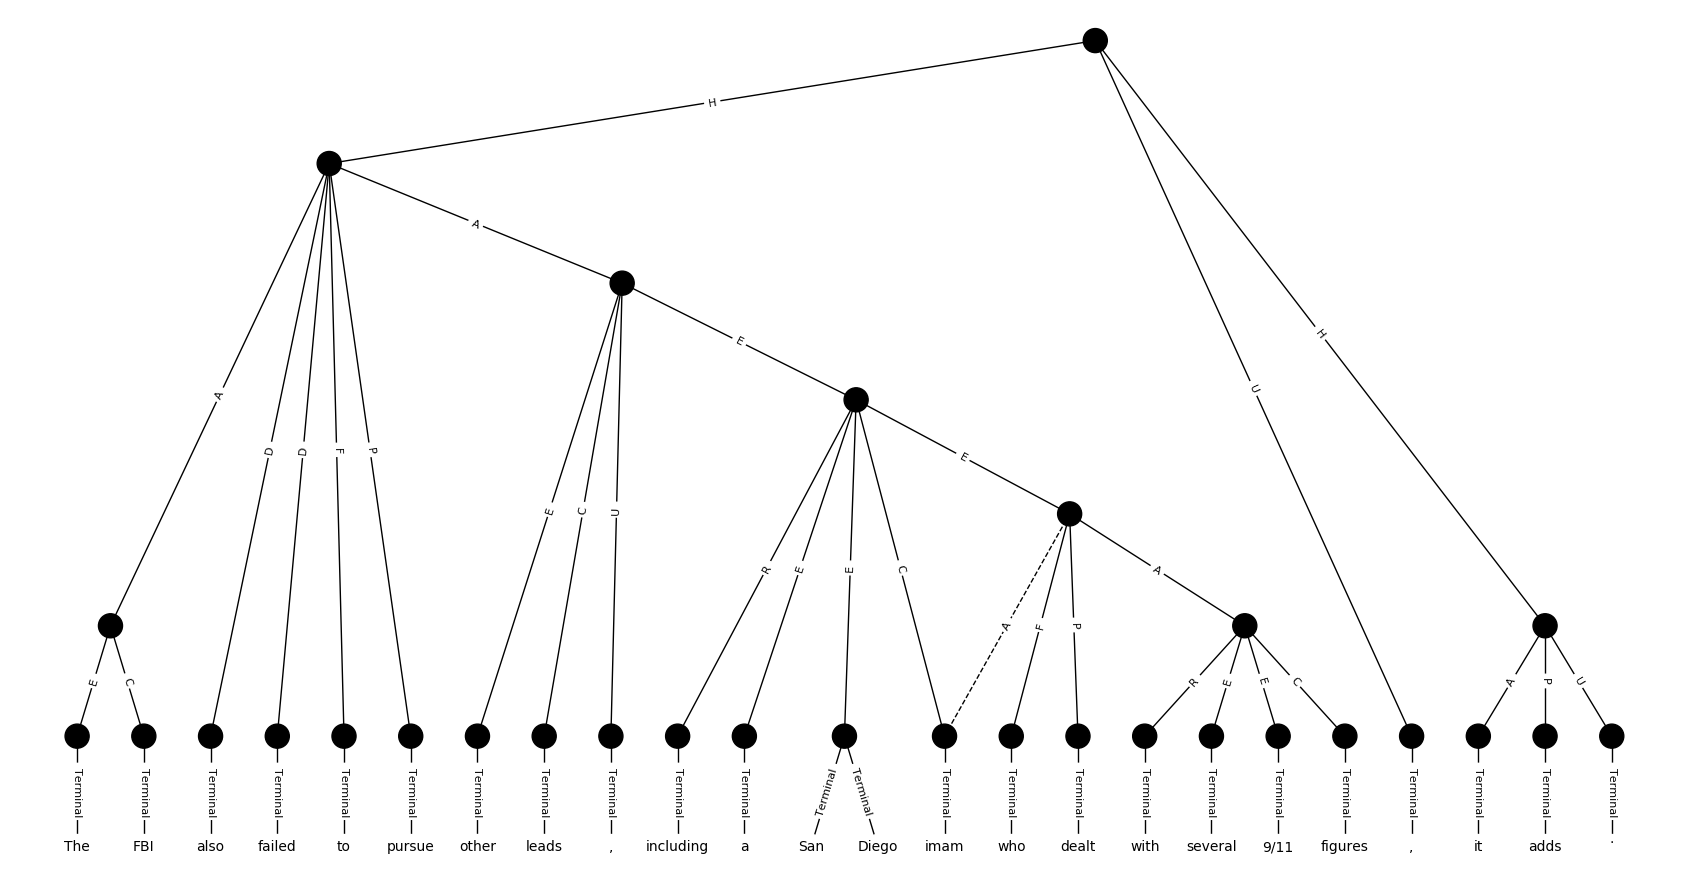 H
A
E
U
H
A
D
D
F
P
E
C
U
E
R
E
E
C
A
F
P
A
E
C
R
E
E
C
A
P
U
Terminal Terminal Terminal Terminal Terminal Terminal Terminal Terminal Terminal Terminal Terminal Terminal Terminal Terminal Terminal Terminal Terminal Terminal Terminal Terminal Terminal Terminal Terminal Terminal
The FBI also failed to pursue other leads , including a San Diego imam who dealt with several 9/11 figures , it adds .